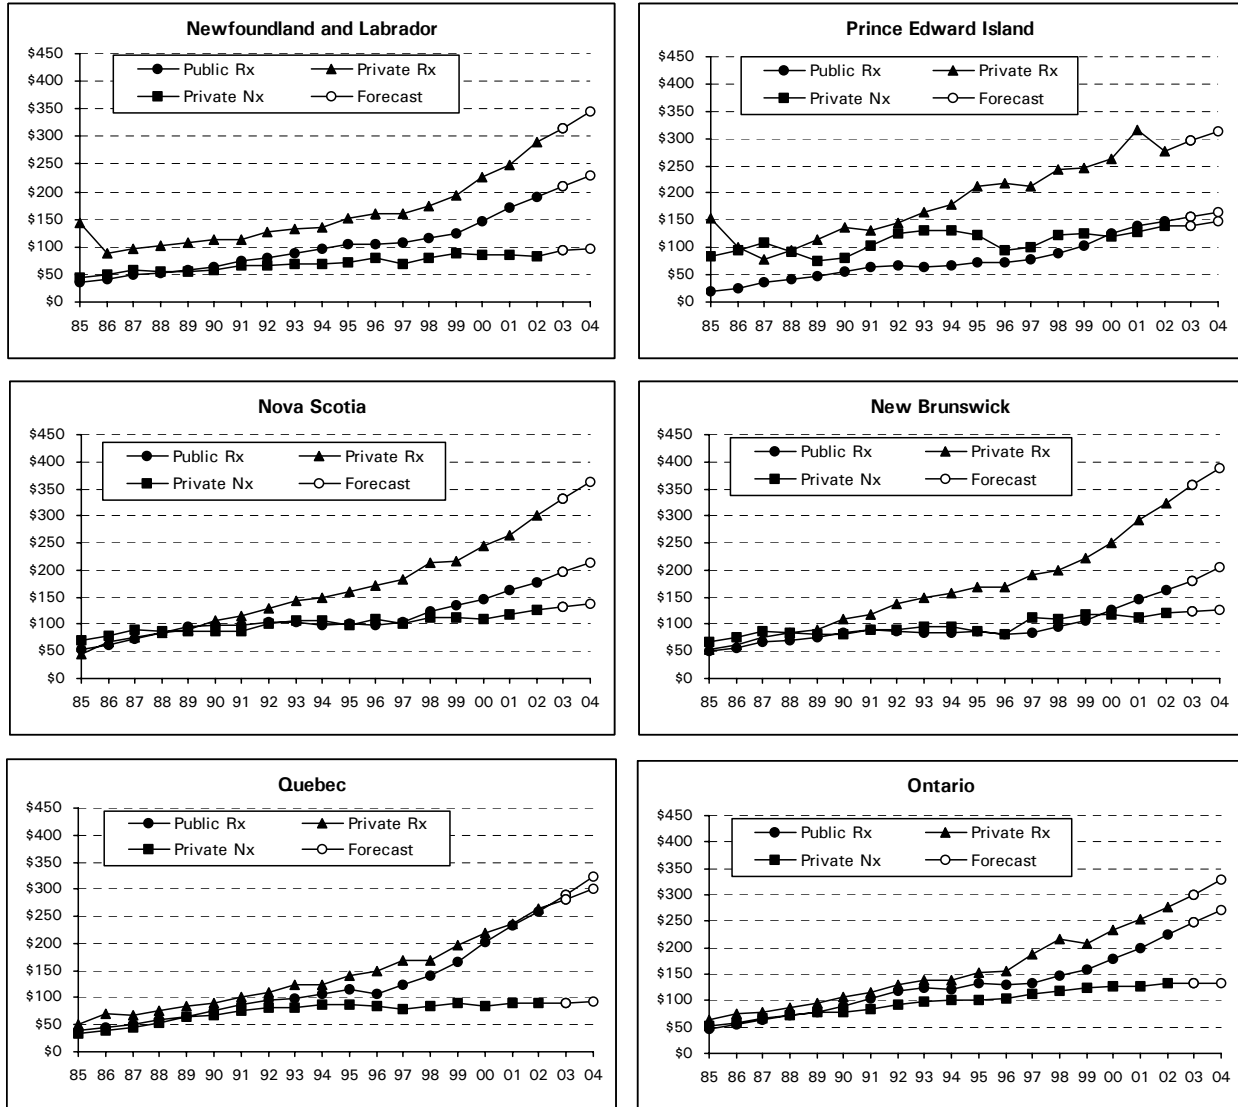 Newfoundland and Labrador
$450
$400
$350
$300
$250
$200
$150
$100
$50
$0
Public Rx Private Rx
Private Nx Forecast
85 86 87 88 89 90 91 92 93 94 95 96 97 98 99 00 01 02 03 04
Prince Edward Island
$450
$400
$350
$300
$250
$200
$150
$100
$50
$0
Public Rx Private Rx
Private Nx Forecast
85 86 87 88 89 90 91 92 93 94 95 96 97 98 99 00 01 02 03 04
Nova Scotia
$450
$400
$350
$300
$250
$200
$150
$100
$50
$0
Public Rx Private Rx
Private Nx Forecast
85 86 87 88 89 90 91 92 93 94 95 96 97 98 99 00 01 02 03 04
New Brunswick
$450
$400
$350
$300
$250
$200
$150
$100
$50
$0
Public Rx Private Rx
Private Nx Forecast
85 86 87 88 89 90 91 92 93 94 95 96 97 98 99 00 01 02 03 04
Quebec
$450
$400
$350
$300
$250
$200
$150
$100
$50
$0
Public Rx Private Rx
Private Nx Forecast
85 86 87 88 89 90 91 92 93 94 95 96 97 98 99 00 01 02 03 04
Ontario
$450
$400
$350
$300
$250
$200
$150
$100
$50
$0
Public Rx Private Rx
Private Nx Forecast
85 86 87 88 89 90 91 92 93 94 95 96 97 98 99 00 01 02 03 04